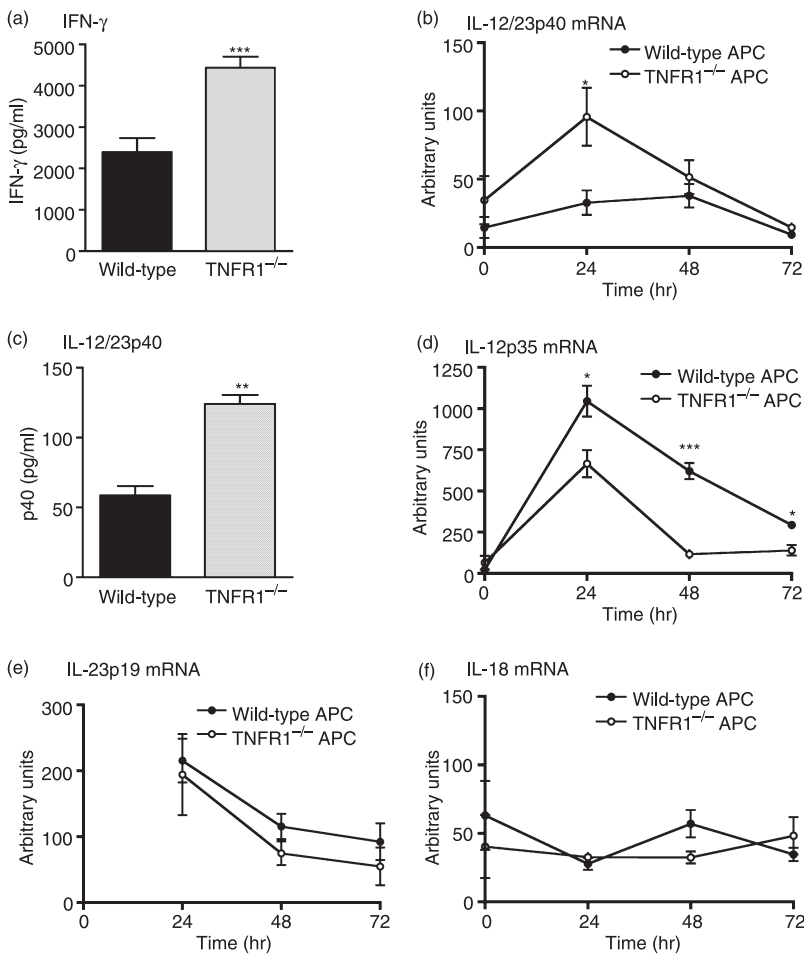 (a) IFN-γ
IFN-γ (pg/ml)
5000
4000
3000
2000
1000
0
***
Wild-type TNFR1−/−
(b) IL-12/23p40 mRNA
Wild-type APC
TNFR1−/− APC
Arbitrary units
150
100
50
0
*
0 24 48 72
Time (hr)
(c) IL-12/23p40
p40 (pg/ml)
150
100
50
0
**
Wild-type TNFR1−/−
(d) IL-12p35 mRNA
Wild-type APC
TNFR1−/− APC
Arbitrary units
1250
1000
750
500
250
0
*
***
*
0 24 48 72
Time (hr)
(e) IL-23p19 mRNA
Wild-type APC
TNFR1−/− APC
Arbitrary units
300
200
100
0
0 24 48 72
Time (hr)
(f) IL-18 mRNA
Wild-type APC
TNFR1−/− APC
Arbitrary units
150
100
50
0
0 24 48 72
Time (hr)